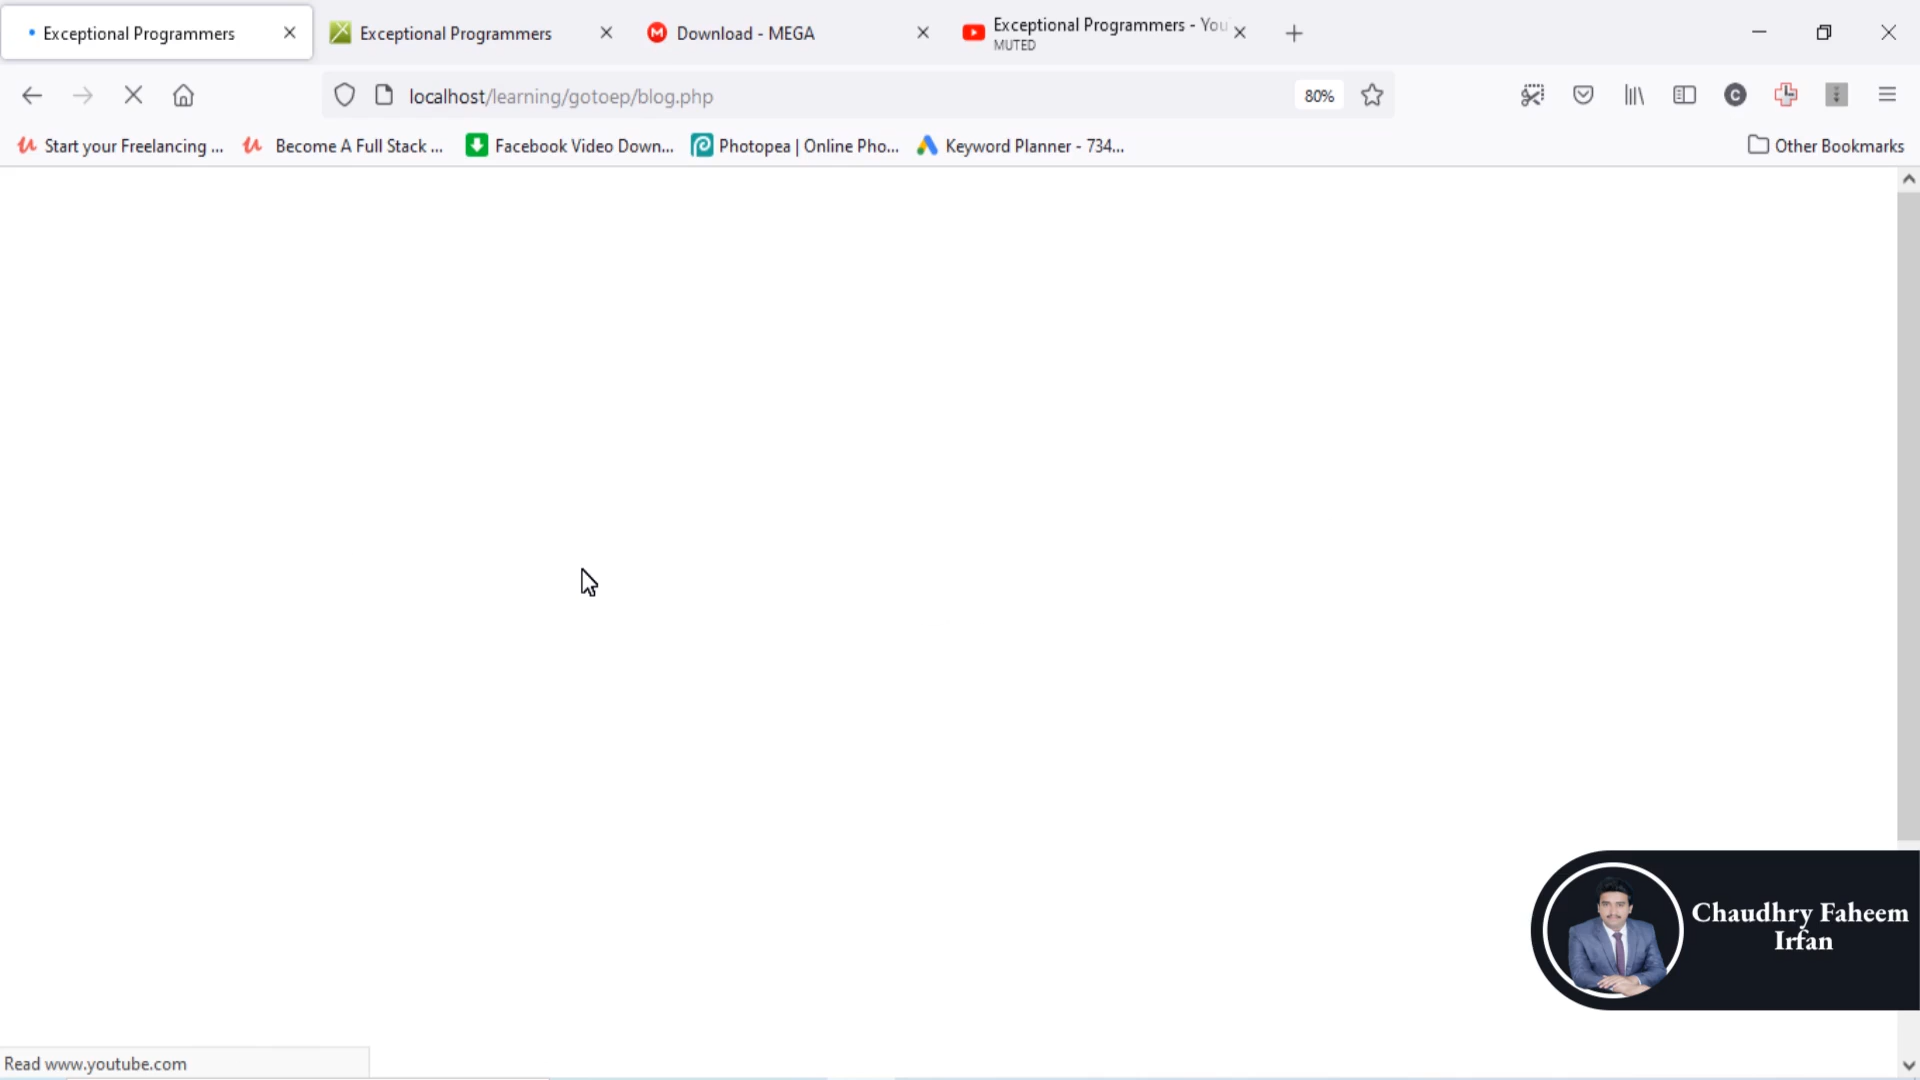 Exceptional Programmers
Exceptional Programmers
Download - MEGA
Exceptional Programmers - You
MUTED
localhost/learning/gotoep/blog.php
80%
Start your Freelancing ...
Become A Full Stack ...
Facebook Video Down...
Photopea | Online Pho...
Keyword Planner - 734...
Other Bookmarks
Chaudhry Faheem
Irfan
Read www.youtube.com